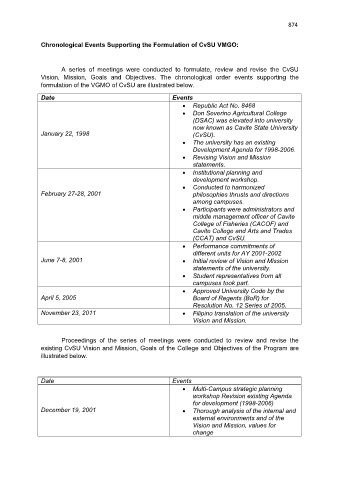 874
Chronological Events Supporting the Formulation of CvSU VMGO:
A series of meetings were conducted to formulate, review and revise the CvSU
Vision, Mission, Goals and Objectives. The chronological order events supporting the
formulation of the VGMO of CvSU are illustrated below.
Date
Events
January 22, 1998
• Republic Act No. 8468
• Don Severino Agricultural College
(DSAC) was elevated into university
now known as Cavite State University
(CvSU).
• The university has an existing
Development Agenda for 1998-2006.
• Revising Vision and Mission
statements.
February 27-28, 2001
• Institutional planning and
development workshop.
• Conducted to harmonized
philosophies thrusts and directions
among campuses.
• Participants were administrators and
middle management officer of Cavite
College of Fisheries (CACOF) and
Cavite College and Arts and Trades
(CCAT) and CvSU.
June 7-8, 2001
• Performance commitments of
different units for AY 2001-2002
• Initial review of Vision and Mission
statements of the university.
• Student representatives from all
campuses took part.
April 5, 2005
• Approved University Code by the
Board of Regents (BoR) for
Resolution No. 12 Series of 2005.
November 23, 2011
• Filipino translation of the university
Vision and Mission.
Proceedings of the series of meetings were conducted to review and revise the
existing CvSU Vision and Mission, Goals of the College and Objectives of the Program are
illustrated below.
Date
Events
December 19, 2001
• Multi-Campus strategic planning
workshop Revision existing Agenda
for development (1998-2006)
• Thorough analysis of the internal and
external environments and of the
Vision and Mission, values for
change